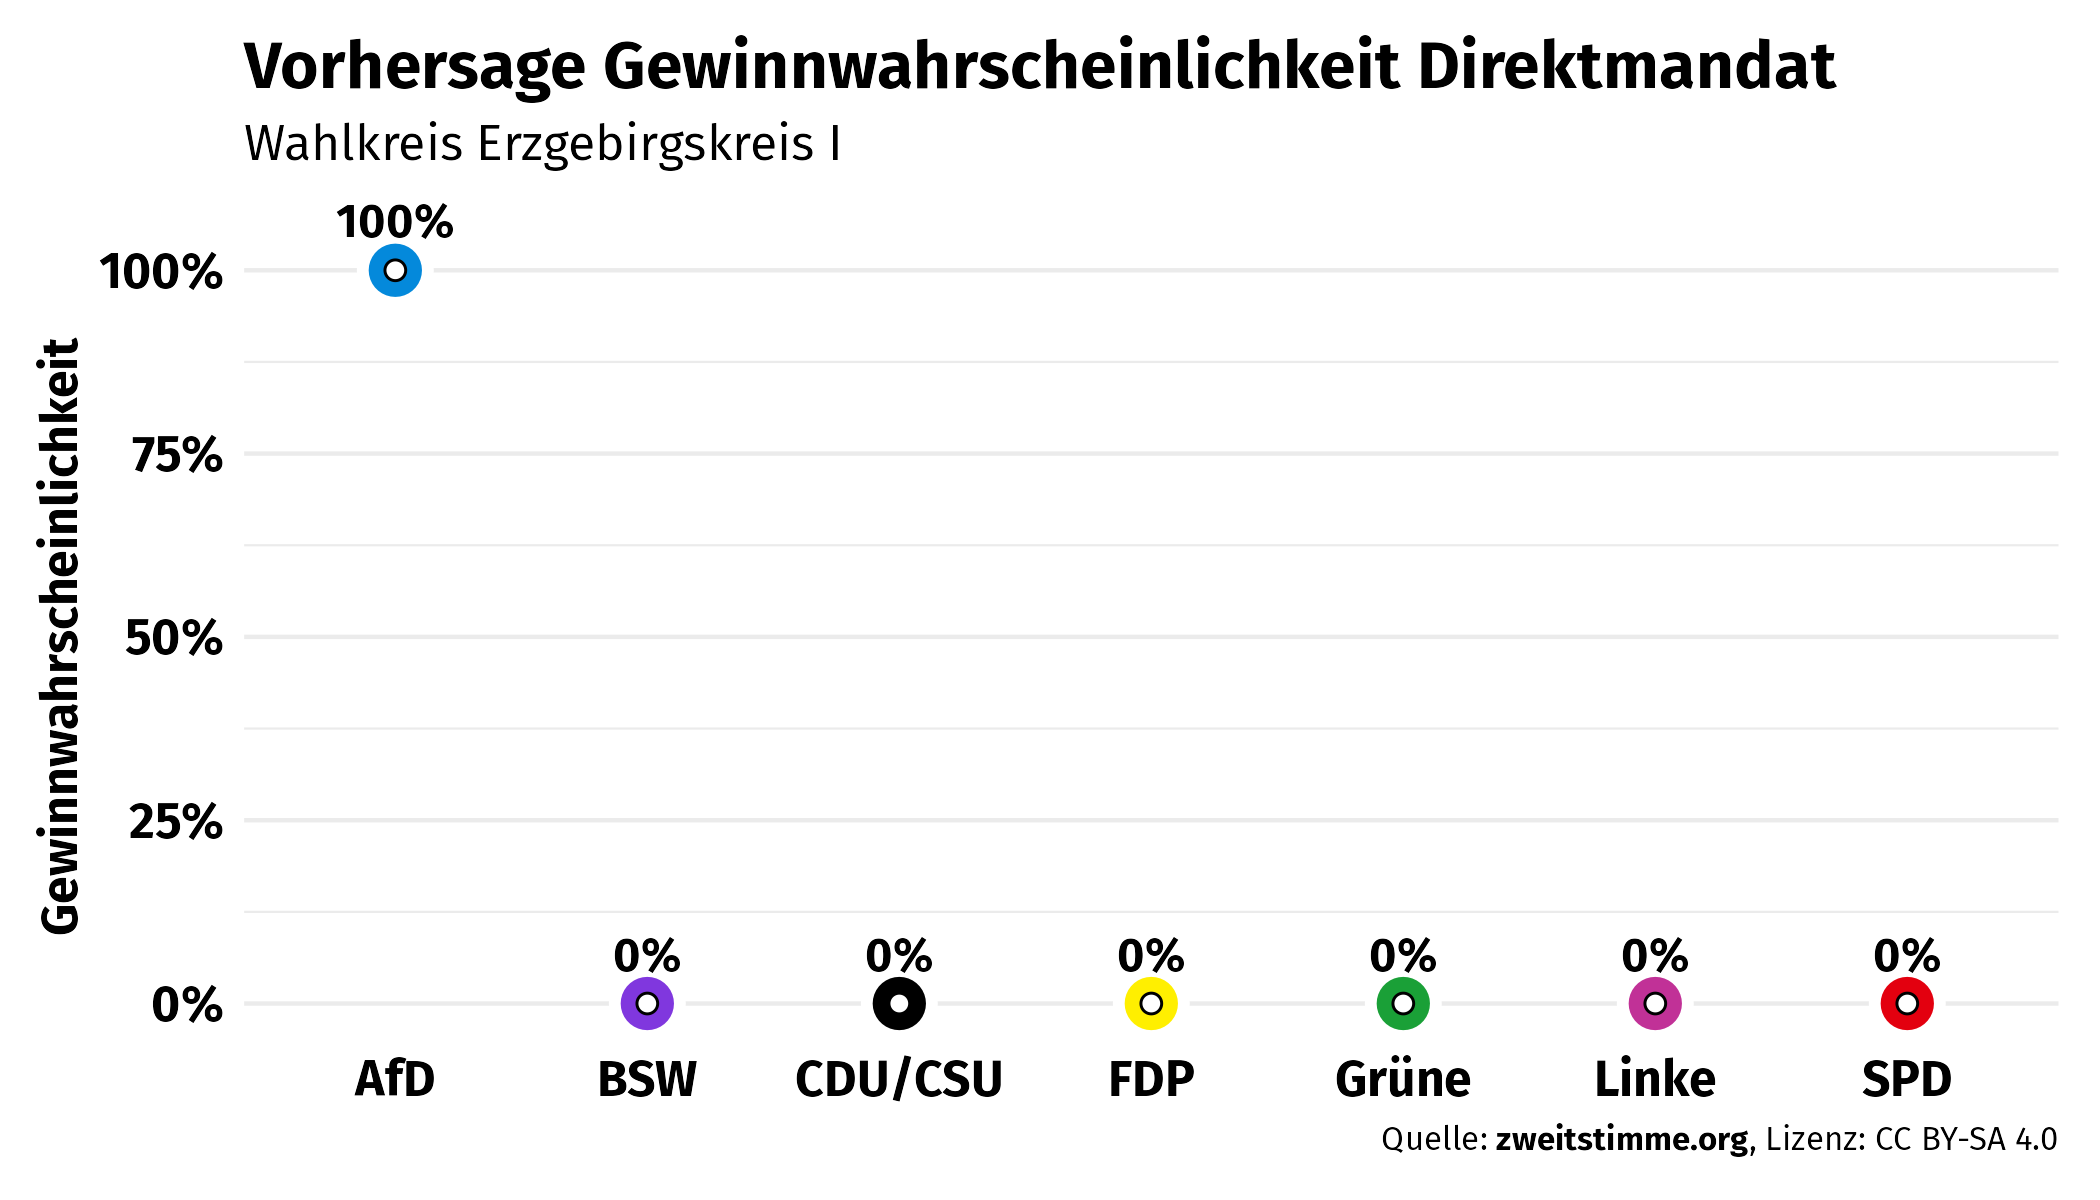 Vorhersage Gewinnwahrscheinlichkeit Direktmandat
Wahlkreis Erzgebirgskreis I
Gewinnwahrscheinlichkeit
100%
100%
75%
50%
25%
0%
0% 0% 0% 0% 0% 0%
AfD BSW CDU/CSU FDP Grüne Linke SPD
Quelle: zweitstimme.org, Lizenz: CC BY-SA 4.0